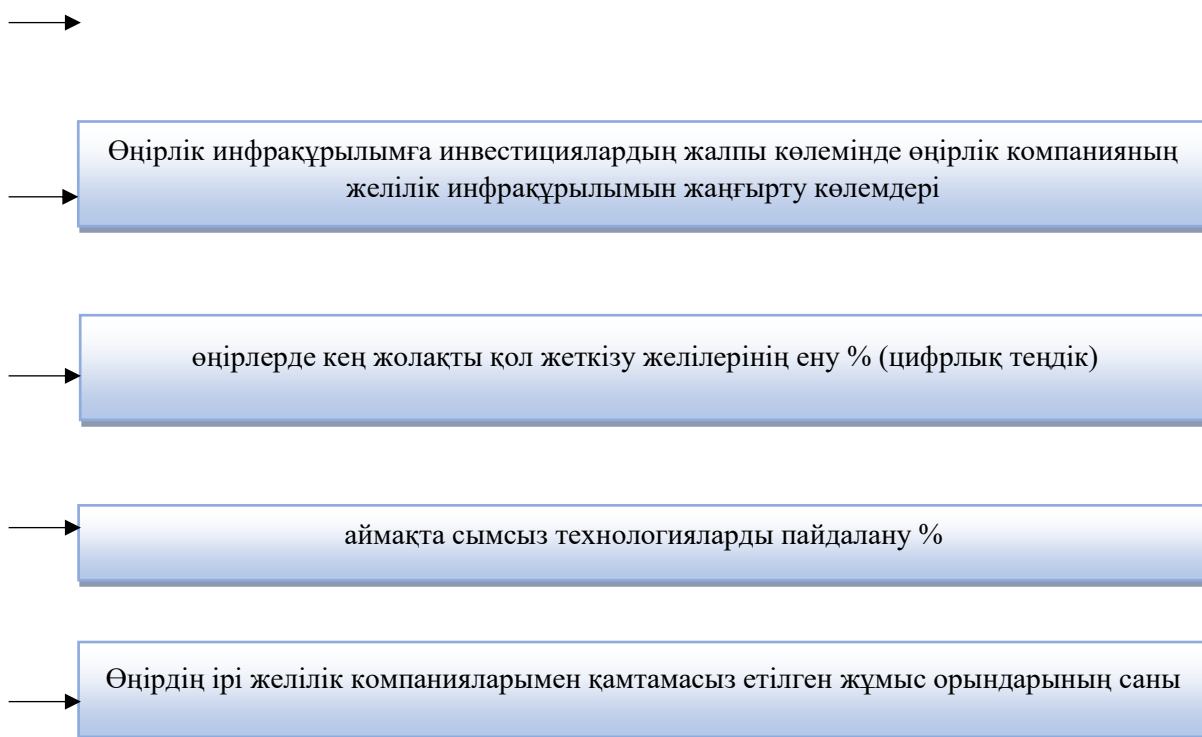 Өңірлік инфрақұрылымға инвестициялардың жалпы көлемінде өңірлік компанияның
желілік инфрақұрылымын жаңғырту көлемдері
өңірлерде кең жолақты қол жеткізу желілерінің ену % (цифрлық теңдік)
аймақта сымсыз технологияларды пайдалану %
Өңірдің ірі желілік компанияларымен қамтамасыз етілген жұмыс орындарының саны